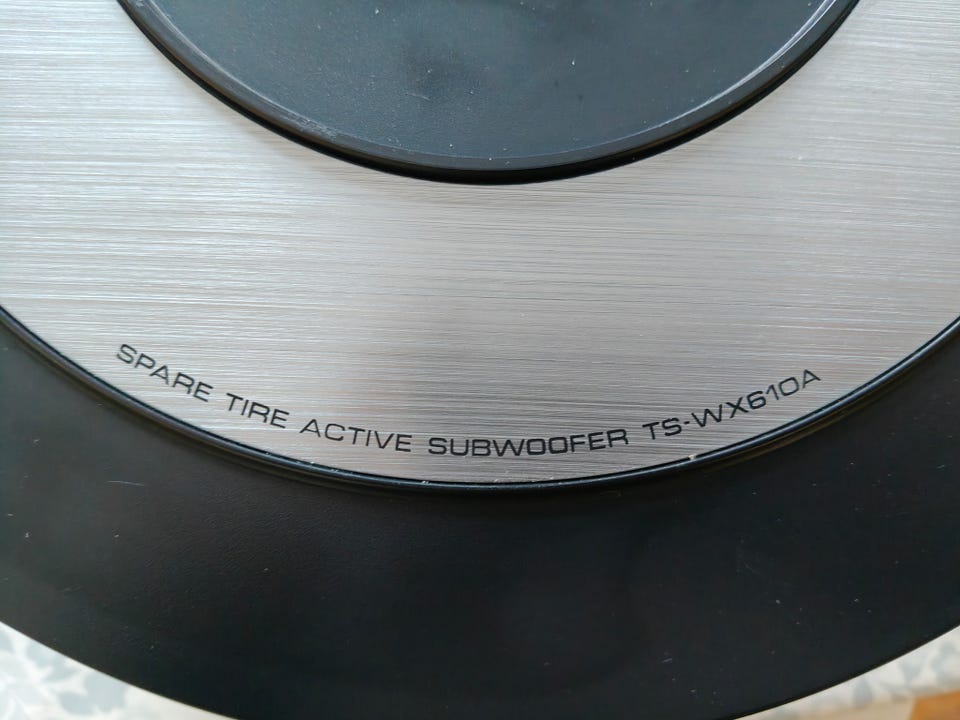 SPARE TIRE ACTIVE SUBWOOFER TS-WX610A